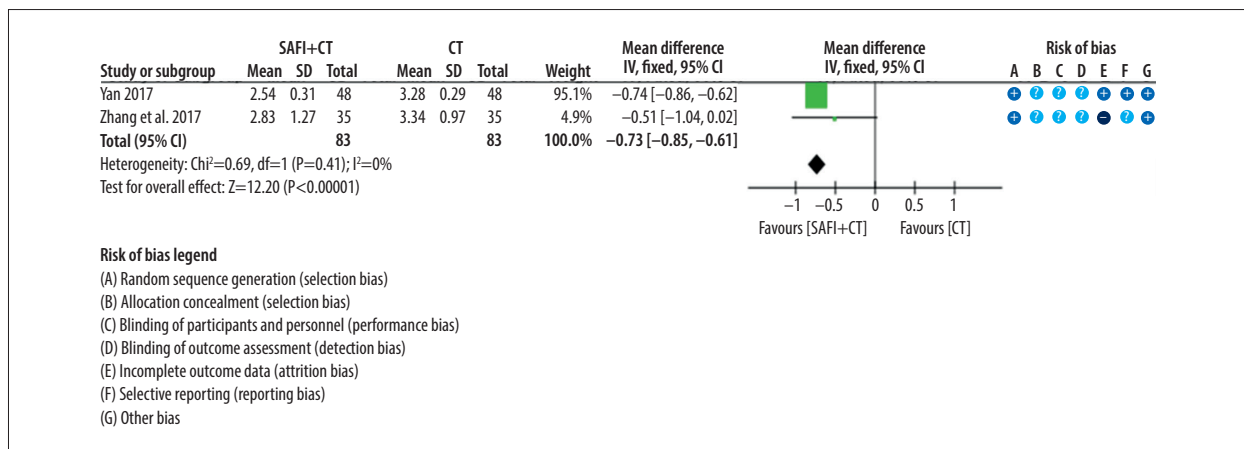 SAFI+CT CT Mean difference Mean difference Risk of bias
Study or subgroup Mean SD Total Mean SD Total Weight IV, fixed, 95% CI IV, fixed, 95% CI A B C D E F G
Yan 2017 2.54 0.31 48 3.28 0.29 48 95.1% −0.74 [−0.86, −0.62] + ? ? ? + + +
Zhang et al. 2017 2.83 1.27 35 3.34 0.97 35 4.9% −0.51 [−1.04, 0.02] + ? ? ? − ? +
Total (95% CI) 83 83 100.0% −0.73 [−0.85, −0.61]
Heterogeneity: Chi²=0.69, df=1 (P=0.41); I²=0%
Test for overall effect: Z=12.20 (P<0.00001)
−1 −0.5 0 0.5 1
Favours [SAFI+CT] Favours [CT]
Risk of bias legend
(A) Random sequence generation (selection bias)
(B) Allocation concealment (selection bias)
(C) Blinding of participants and personnel (performance bias)
(D) Blinding of outcome assessment (detection bias)
(E) Incomplete outcome data (attrition bias)
(F) Selective reporting (reporting bias)
(G) Other bias